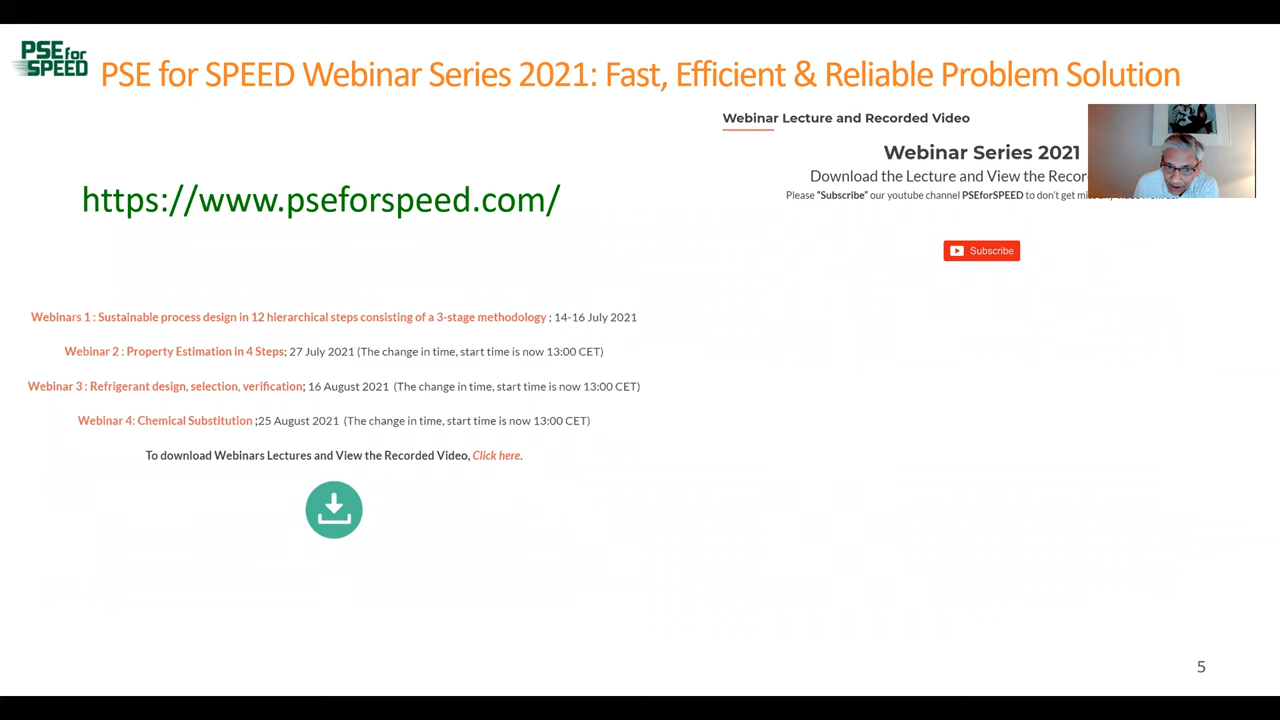 PSE for SPEED
PSE for SPEED Webinar Series 2021: Fast, Efficient & Reliable Problem Solution
Webinar Lecture and Recorded Video
Webinar Series 2021
Download the Lecture and View the Recor
Please “Subscribe” our youtube channel PSEforSPEED to don't get mi
Subscribe
https://www.pseforspeed.com/
Webinars 1 : Sustainable process design in 12 hierarchical steps consisting of a 3-stage methodology ; 14-16 July 2021
Webinar 2 : Property Estimation in 4 Steps; 27 July 2021 (The change in time, start time is now 13:00 CET)
Webinar 3 : Refrigerant design, selection, verification; 16 August 2021 (The change in time, start time is now 13:00 CET)
Webinar 4: Chemical Substitution ;25 August 2021 (The change in time, start time is now 13:00 CET)
To download Webinars Lectures and View the Recorded Video, Click here.
5